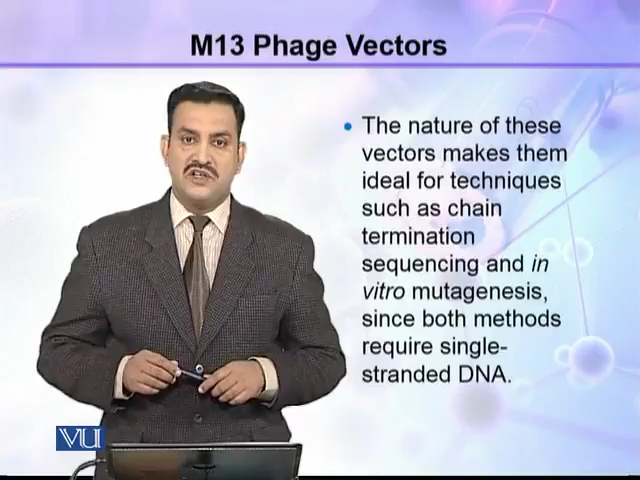 M13 Phage Vectors
• The nature of these
vectors makes them
ideal for techniques
such as chain
termination
sequencing and in
vitro mutagenesis,
since both methods
require single-
stranded DNA.
VU